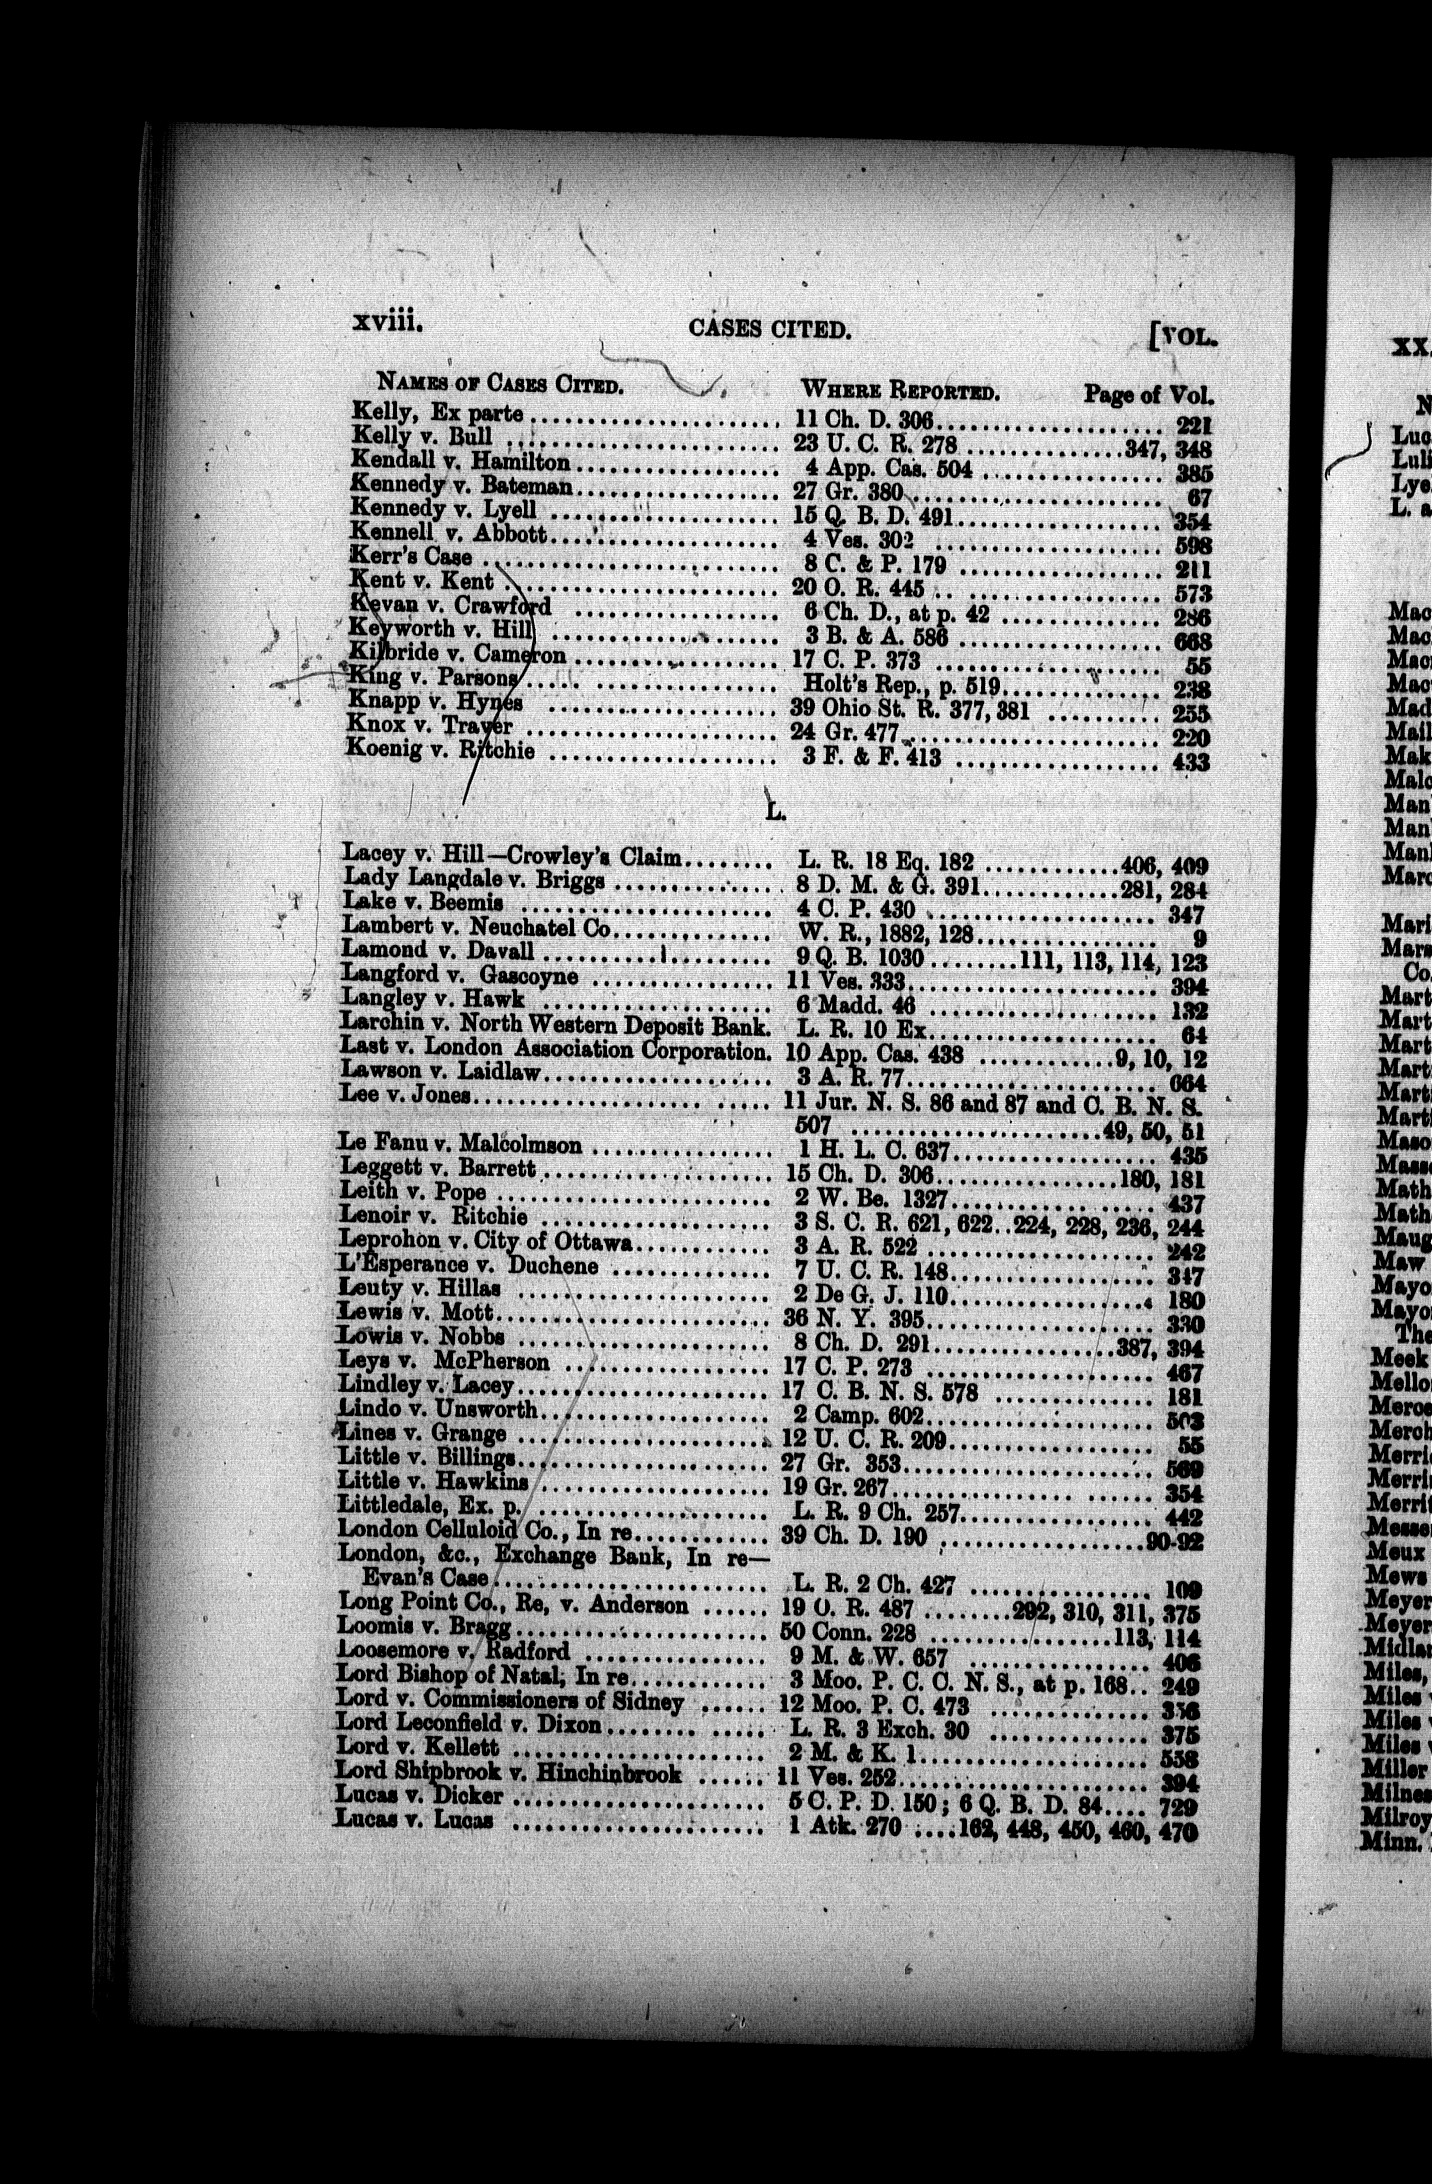 xviii. CASES CITED. [VOL.
NAMES OF CASES CITED. WHERE REPORTED. Page of Vol.
Kelly, Ex parte .................... 11 Ch. D. 306.................... 221
Kelly v. Bull .................... 23 U. C. R. 278 ..............347, 348
Kendall v. Hamilton.................. 4 App. Cas. 504 ................ 385
Kennedy v. Bateman.................. 27 Gr. 380 ...................... 67
Kennedy v. Lyell .................... 15 Q. B. D. 491.................. 354
Kennell v. Abbott.................... 4 Ves. 302 .................... 598
Kerr's Case .......................... 8 C. & P. 179 .................. 211
Kent v. Kent ........................ 20 O. R. 445 .. ................. 573
Kevan v. Crawford .................. 6 Ch. D., at p. 42 .............. 286
Keyworth v. Hill .................... 3 B. & A. 586 .................. 668
Kilbride v. Cameron .................. 17 C. P. 373 .................... 55
King v. Parsons..... ................ Holt's Rep., p. 519.............. 238
Knapp v. Hynes .................... 39 Ohio St. R. 377, 381 .......... 255
Knox v. Traver ...................... 24 Gr. 477 ...................... 220
Koenig v. Ritchie .................... 3 F. & F. 413 .................. 433
L.
Lacey v. Hill—Crowley's Claim........ L. R. 18 Eq. 182 ............406, 409
Lady Langdale v. Briggs .............. 8 D. M. & G. 391............281, 284
Lake v. Beemis ...................... 4 C. P. 430 .................... 347
Lambert v. Neuchatel Co.............. W. R., 1882, 128................ 9
Lamond v. Davall .................... 9 Q. B. 1030 ........111, 113, 114, 123
Langford v. Gascoyne ................ 11 Ves. 333...................... 394
Langley v. Hawk .................... 6 Madd. 46 .................... 132
Larchin v. North Western Deposit Bank. L. R. 10 Ex.................... 64
Last v. London Association Corporation. 10 App. Cas. 438 ............9, 10, 12
Lawson v. Laidlaw.................... 3 A. R. 77...................... 664
Lee v. Jones.................... ..... 11 Jur. N. S. 86 and 87 and C. B. N. S.
507 ......................49, 50, 51
Le Fanu v. Malcolmson ................ 1 H. L. C. 637.................. 435
Leggett v. Barrett .................... 15 Ch. D. 306................180, 181
Leith v. Pope ........................ 2 W. Be. 1327.................. 437
Lenoir v. Ritchie .................... 3 S. C. R. 621, 622..224, 228, 236, 244
Leprohon v. City of Ottawa............ 3 A. R. 522 .................... 242
L'Esperance v. Duchene .............. 7 U. C. R. 148.................. 347
Leuty v. Hillas ...................... 2 De G. J. 110.................. 180
Lewis v. Mott........................ 36 N. Y. 395.................... 330
Lowis v. Nobbs ...................... 8 Ch. D. 291................387, 394
Leys v. McPherson .................. 17 C. P. 273 .................... 467
Lindley v. Lacey...................... 17 C. B. N. S. 578 .............. 181
Lindo v. Unsworth.................... 2 Camp. 602.................... 503
Lines v. Grange ...................... 12 U. C. R. 209.................. 55
Little v. Billings...................... 27 Gr. 353...................... 569
Little v. Hawkins .................... 19 Gr. 267................ ...... 354
Littledale, Ex. p. .................... L. R. 9 Ch. 257.................. 442
London Celluloid Co., In re............ 39 Ch. D. 190 ..................90-92
London, &c., Exchange Bank, In re—
Evan's Case........................ L. R. 2 Ch. 427 ................ 109
Long Point Co., Re, v. Anderson ...... 19 O. R. 487 ........292, 310, 311, 375
Loomis v. Bragg...................... 50 Conn. 228 ................113, 114
Loosemore v. Radford ................ 9 M. & W. 657 ................ 406
Lord Bishop of Natal, In re............ 3 Moo. P. C. C. N. S., at p. 168.. 249
Lord v. Commissioners of Sidney ...... 12 Moo. P. C. 473 .............. 356
Lord Leconfield v. Dixon........ ..... L. R. 3 Exch. 30 .............. 375
Lord v. Kellett ...................... 2 M. & K. 1.................... 558
Lord Shipbrook v. Hinchinbrook ...... 11 Ves. 252...................... 394
Lucas v. Dicker ...................... 5 C. P. D. 150; 6 Q. B. D. 84.... 729
Lucas v. Lucas ...................... 1 Atk. 270 ....162, 448, 450, 460, 470